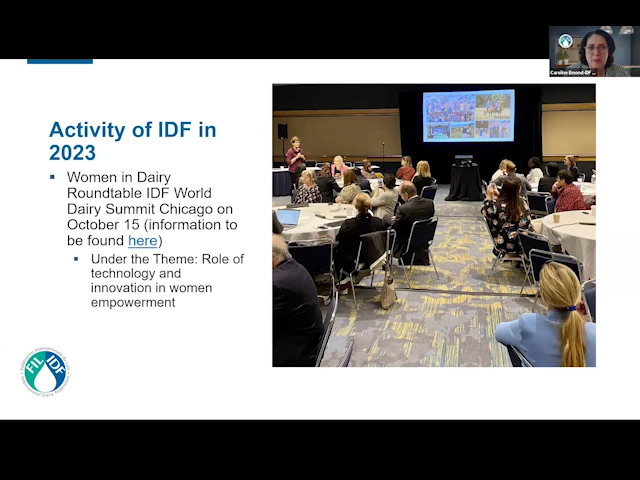 Activity of IDF in
2023
Women in Dairy
Roundtable IDF World
Dairy Summit Chicago on
October 15 (information to
be found here)
Under the Theme: Role of
technology and
innovation in women
empowerment
FIL IDF
Caroline Emond-IDF